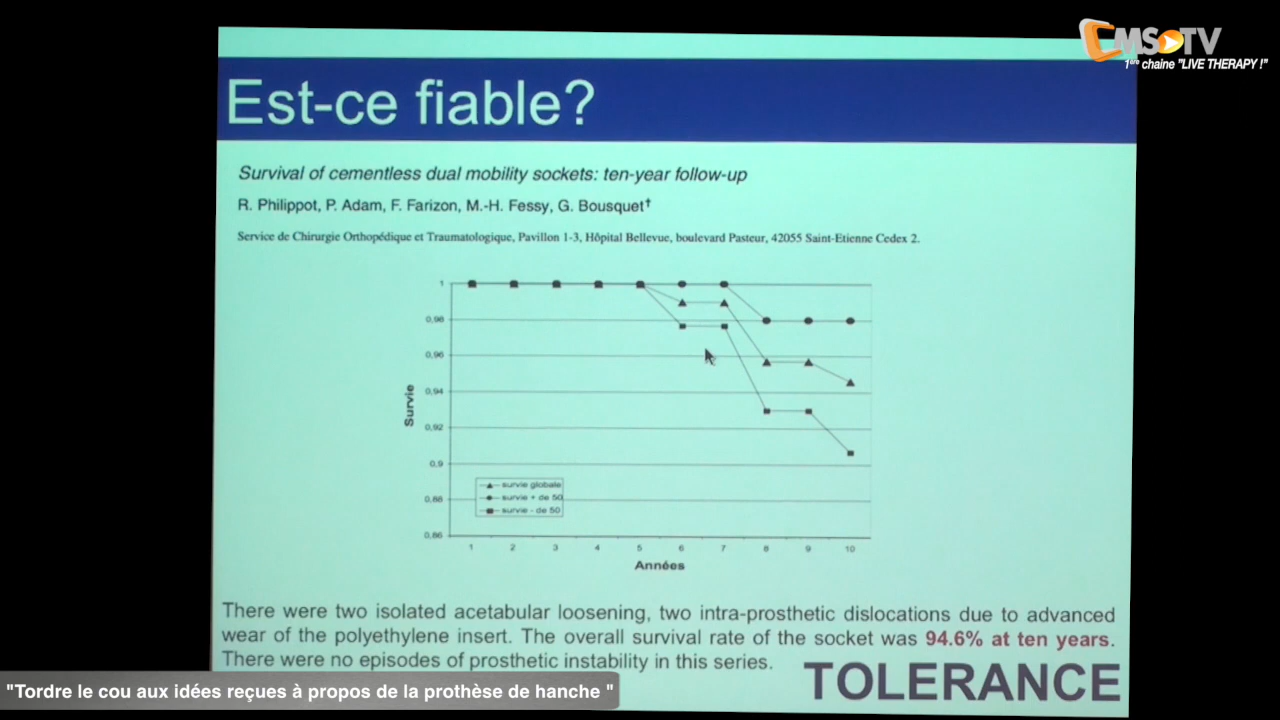 CMSTV
1ère chaine "LIVE THERAPY !"
Est-ce fiable?
Survival of cementless dual mobility sockets: ten-year follow-up
R. Philippot, P. Adam, F. Farizon, M.-H. Fessy, G. Bousquet†
Service de Chirurgie Orthopédique et Traumatologique, Pavillon 1-3, Hôpital Bellevue, boulevard Pasteur, 42055 Saint-Etienne Cedex 2.
1
0,98
0,96
0,94
0,92
0,9
0,88
0,86
Survie
survie globale
survie + de 50
survie - de 50
1 2 3 4 5 6 7 8 9 10
Années
There were two isolated acetabular loosening, two intra-prosthetic dislocations due to advanced
wear of the polyethylene insert. The overall survival rate of the socket was 94.6% at ten years.
There were no episodes of prosthetic instability in this series.
TOLERANCE
"Tordre le cou aux idées reçues à propos de la prothèse de hanche "